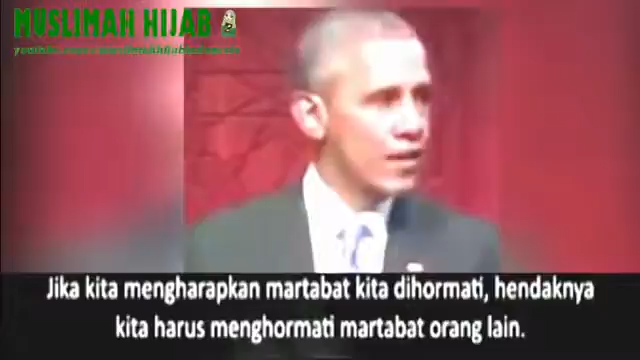 MUSLIMAH HIJAB
Jika kita mengharapkan martabat kita dihormati, hendaknya
kita harus menghormati martabat orang lain.